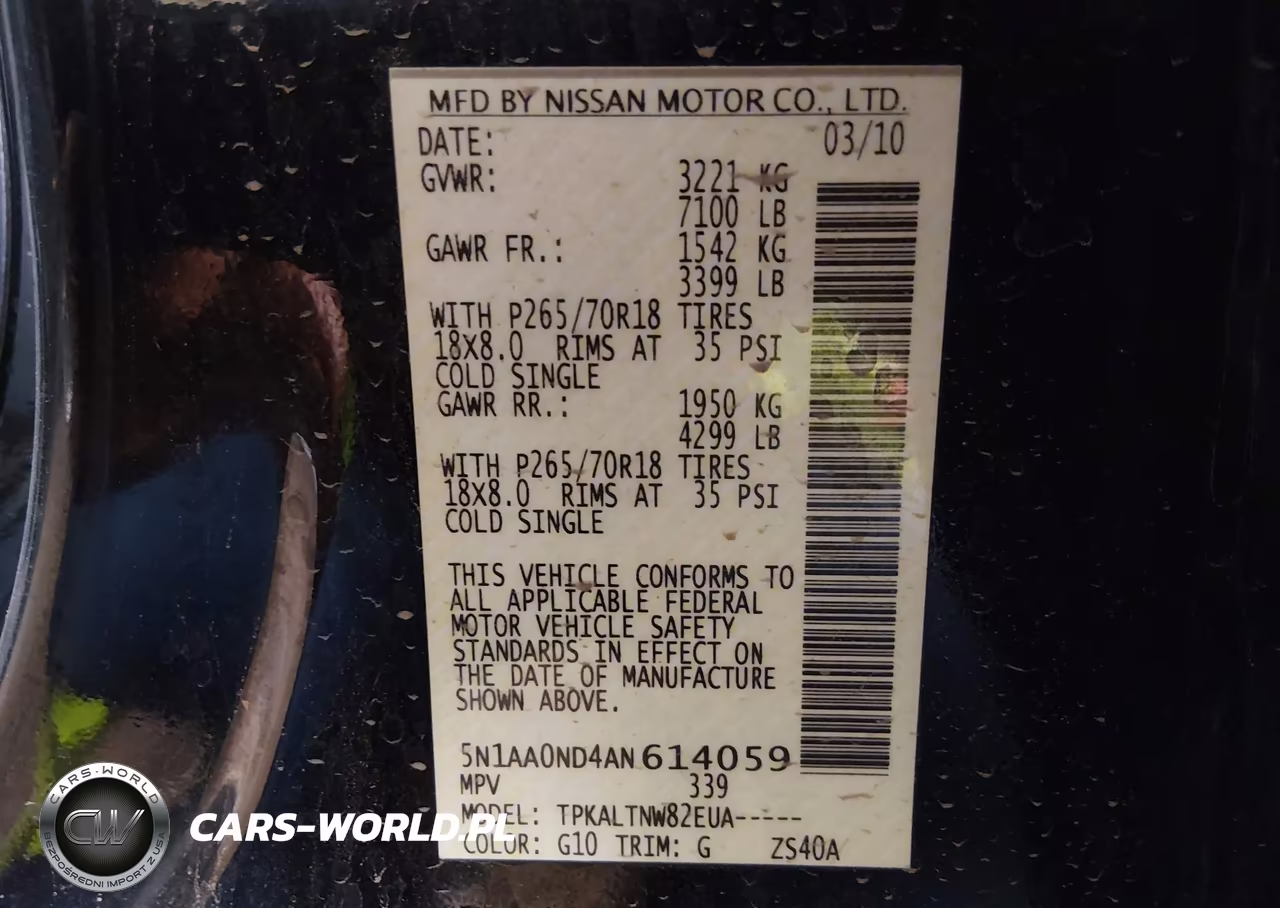 MFD BY NISSAN MOTOR CO., LTD.
DATE: 03/10
GVWR: 3221 KG
7100 LB
GAWR FR.: 1542 KG
3399 LB
WITH P265/70R18 TIRES
18X8.0 RIMS AT 35 PSI
COLD SINGLE
GAWR RR.: 1950 KG
4299 LB
WITH P265/70R18 TIRES
18X8.0 RIMS AT 35 PSI
COLD SINGLE
THIS VEHICLE CONFORMS TO
ALL APPLICABLE FEDERAL
MOTOR VEHICLE SAFETY
STANDARDS IN EFFECT ON
THE DATE OF MANUFACTURE
SHOWN ABOVE.
5N1AA0ND4AN614059
MPV 339
MODEL: TPKALTNW82EUA-----
COLOR: G10 TRIM: G ZS40A
CARS-WORLD
CW
BEZPOŚREDNI IMPORT Z USA
CARS-WORLD.PL